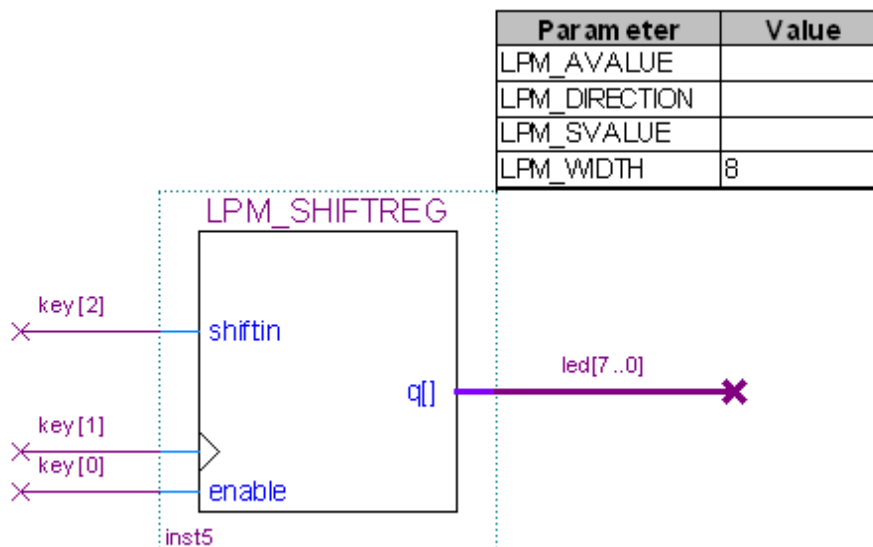 Parameter Value
LPM_AVALUE
LPM_DIRECTION
LPM_SVALUE
LPM_WIDTH 8
LPM_SHIFTREG
key[2]
shiftin
led[7..0]
q[]
key[1]
key[0]
enable
inst5